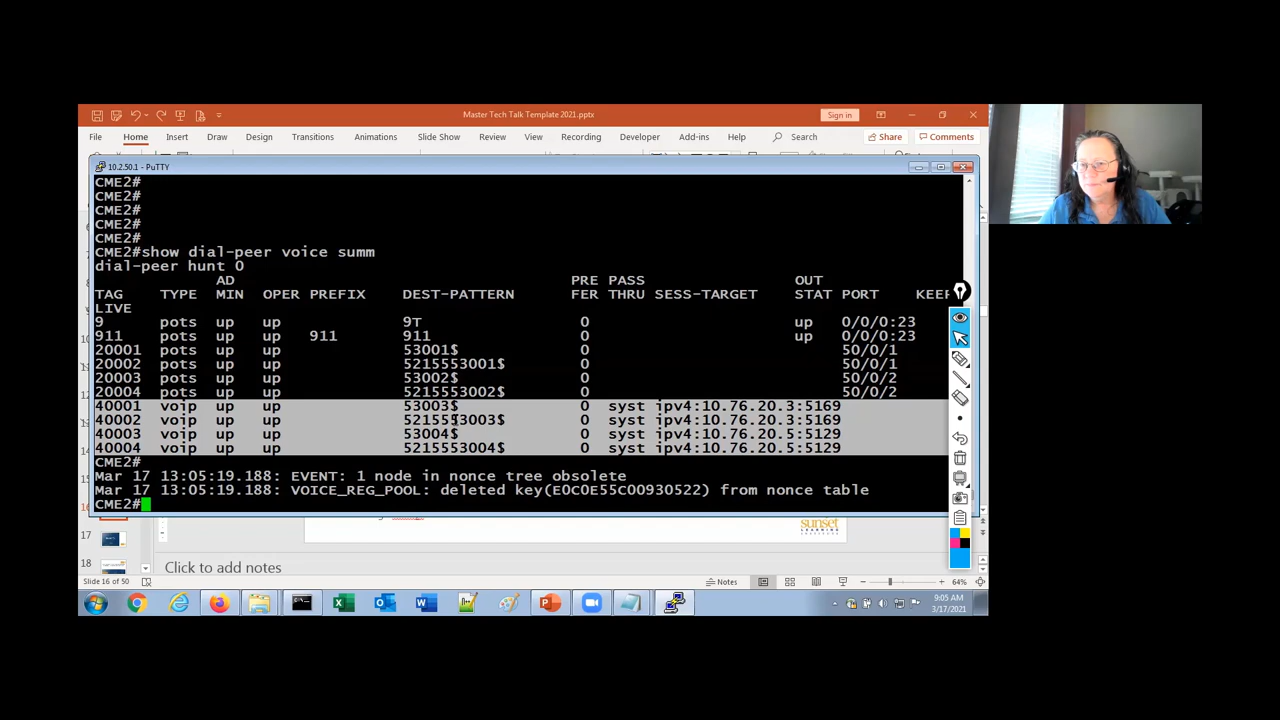 Master Tech Talk Template 2021.pptx
Sign in
File Home Insert Draw Design Transitions Animations Slide Show Review View Recording Developer Add-ins Help Search Share Comments
10.2.50.1 - PuTTY
CME2#
CME2#
CME2#
CME2#
CME2#
CME2#show dial-peer voice summ
dial-peer hunt 0
AD PRE PASS OUT
TAG TYPE MIN OPER PREFIX DEST-PATTERN FER THRU SESS-TARGET STAT PORT KEEP
LIVE
9 pots up up 9T 0 up 0/0/0:23
911 pots up up 911 911 0 up 0/0/0:23
20001 pots up up 53001$ 0 50/0/1
20002 pots up up 5215553001$ 0 50/0/1
20003 pots up up 53002$ 0 50/0/2
20004 pots up up 5215553002$ 0 50/0/2
40001 voip up up 53003$ 0 syst ipv4:10.76.20.3:5169
40002 voip up up 5215553003$ 0 syst ipv4:10.76.20.3:5169
40003 voip up up 53004$ 0 syst ipv4:10.76.20.5:5129
40004 voip up up 5215553004$ 0 syst ipv4:10.76.20.5:5129
CME2#
Mar 17 13:05:19.188: EVENT: 1 node in nonce tree obsolete
Mar 17 13:05:19.188: VOICE_REG_POOL: deleted key(E0C0E55C00930522) from nonce table
CME2#
sunset
LEARNING
17
18
Click to add notes
Slide 16 of 50
Notes
64%
9:05 AM
3/17/2021